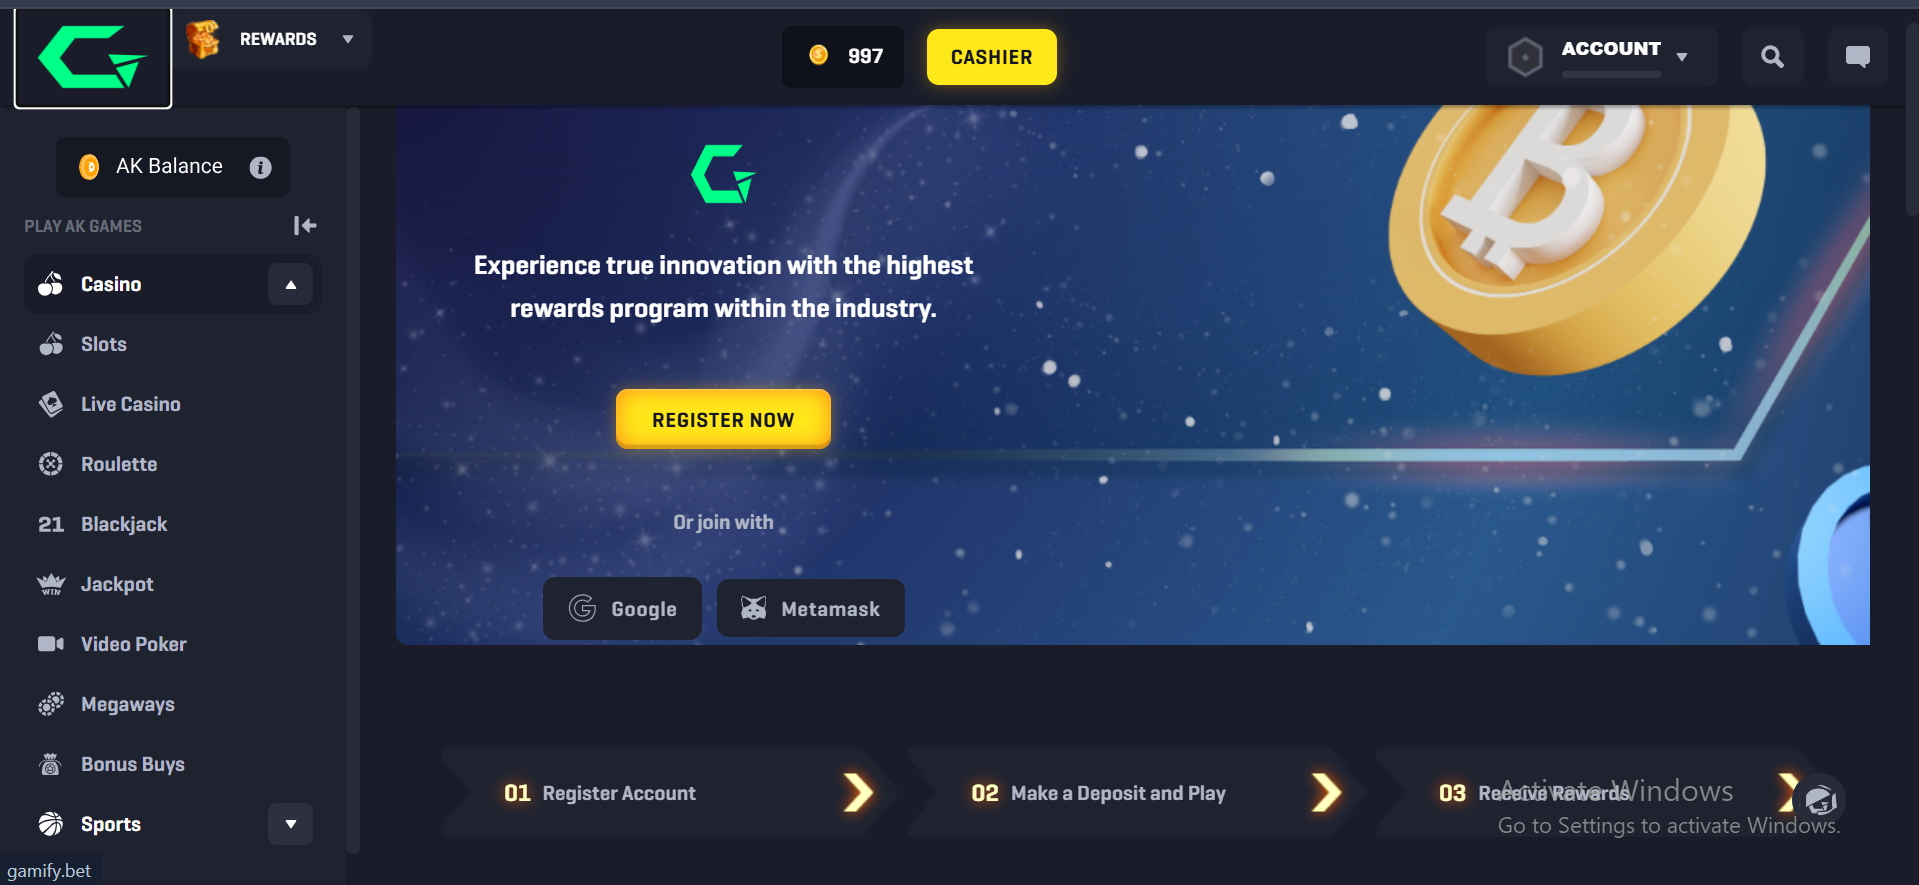 REWARDS
997
CASHIER
ACCOUNT
AK Balance
PLAY AK GAMES
Casino
Slots
Live Casino
Roulette
21 Blackjack
WIN Jackpot
Video Poker
Megaways
Bonus Buys
Sports
gamify.bet
Experience true innovation with the highest
rewards program within the industry.
REGISTER NOW
Or join with
Google
Metamask
01 Register Account
02 Make a Deposit and Play
03 Receive Rewards
Activate Windows
Go to Settings to activate Windows.